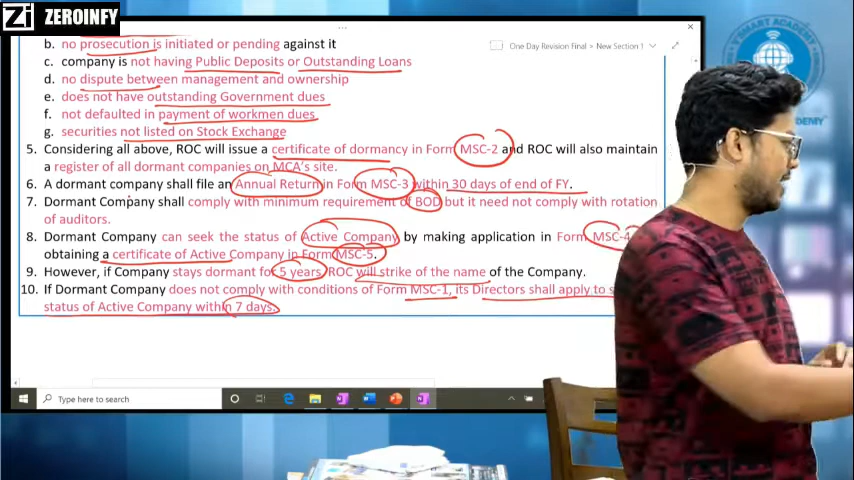 Zi ZEROINFY
b. no prosecution is initiated or pending against it
One Day Revision Final > New Section 1
c. company is not having Public Deposits or Outstanding Loans
d. no dispute between management and ownership
e. does not have outstanding Government dues
f. not defaulted in payment of workmen dues
g. securities not listed on Stock Exchange
5. Considering all above, ROC will issue a certificate of dormancy in Form MSC-2 and ROC will also maintain
a register of all dormant companies on MCA's site.
6. A dormant company shall file an Annual Return in Form MSC-3 within 30 days of end of FY.
7. Dormant Company shall comply with minimum requirement of BOD but it need not comply with rotation
of auditors.
8. Dormant Company can seek the status of Active Company by making application in Form MSC-4
obtaining a certificate of Active Company in Form MSC-5.
9. However, if Company stays dormant for 5 years ROC will strike of the name of the Company.
10. If Dormant Company does not comply with conditions of Form MSC-1, its Directors shall apply to
status of Active Company within 7 days.
Type here to search